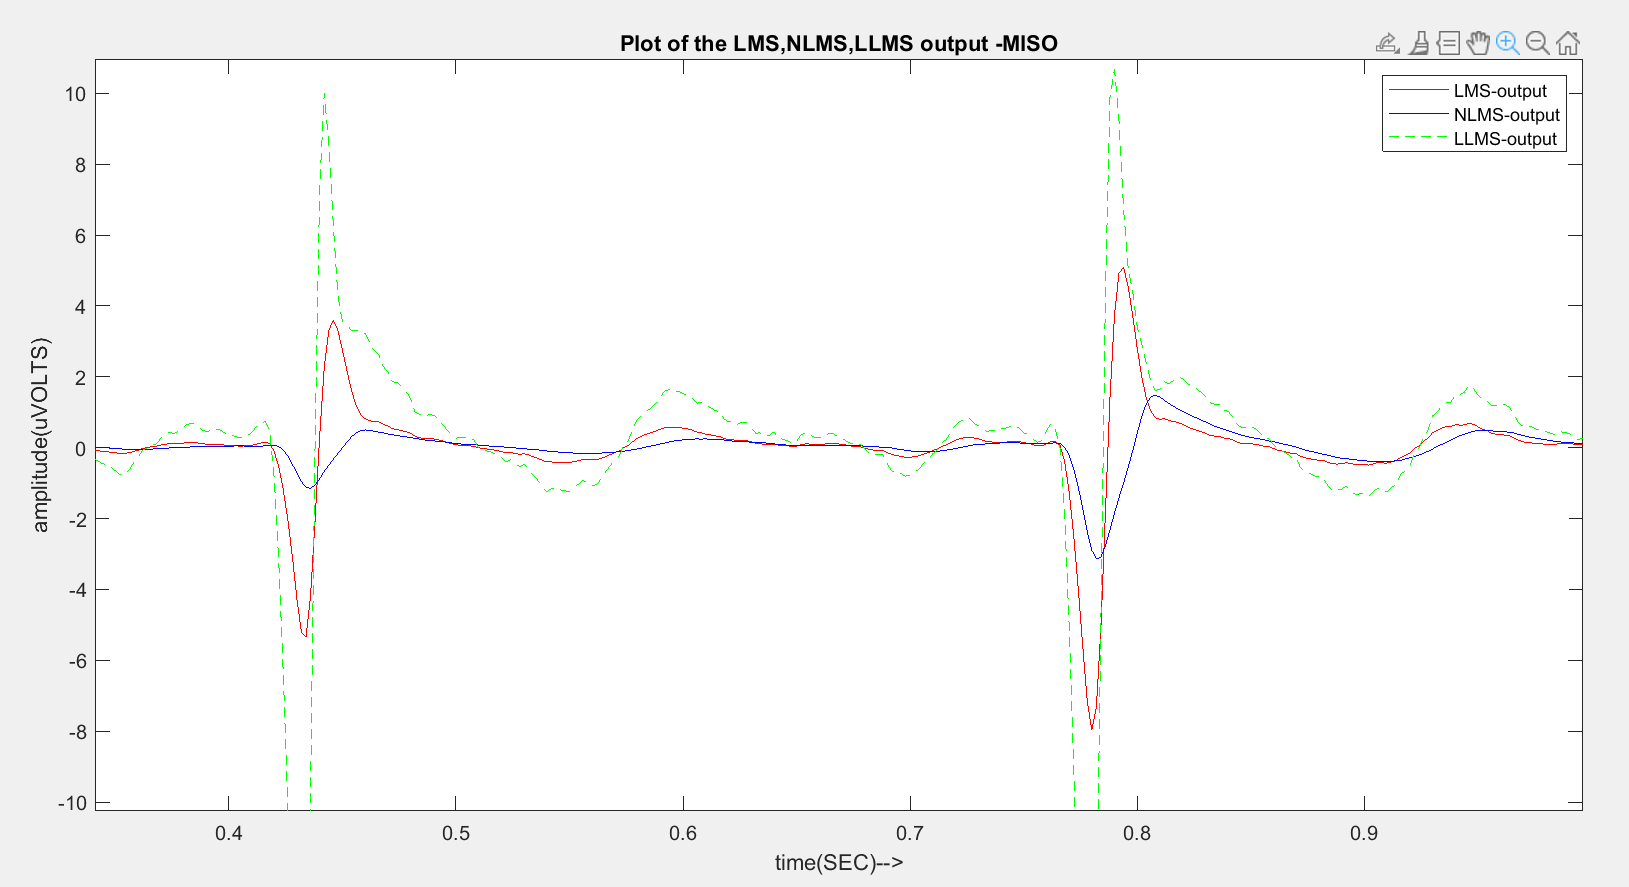 Plot of the LMS,NLMS,LLMS output -MISO
LMS-output
NLMS-output
LLMS-output
10
8
6
4
2
0
-2
-4
-6
-8
-10
amplitude(uVOLTS)
0.4 0.5 0.6 0.7 0.8 0.9
time(SEC)-->